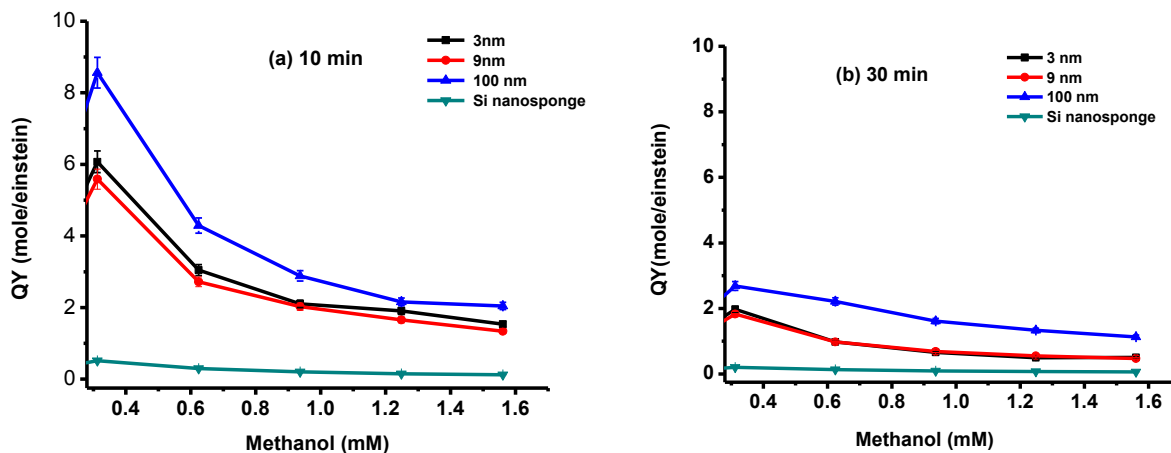 (a) 10 min
3nm
9nm
100 nm
Si nanosponge
QY (mole/einstein)
10
8
6
4
2
0
0.4 0.6 0.8 1.0 1.2 1.4 1.6
Methanol (mM)
(b) 30 min
3 nm
9 nm
100 nm
Si nanosponge
QY(mole/einstein)
10
8
6
4
2
0
0.4 0.6 0.8 1.0 1.2 1.4 1.6
Methanol (mM)